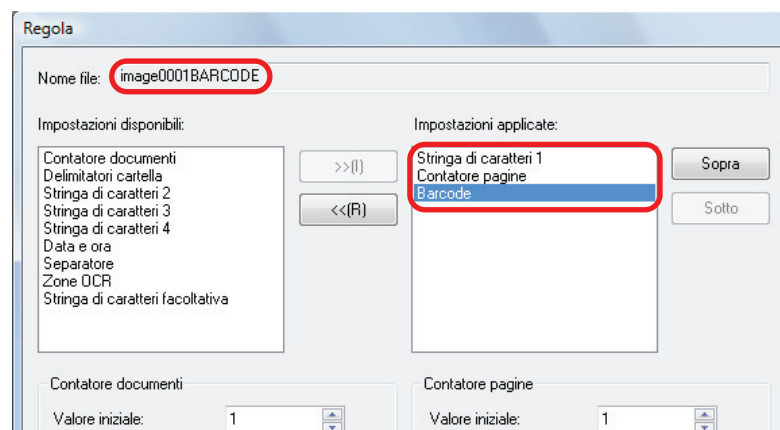 Regola
Nome file: image0001BARCODE
Impostazioni disponibili:
Contatore documenti
Delimitatori cartella
Stringa di caratteri 2
Stringa di caratteri 3
Stringa di caratteri 4
Data e ora
Separatore
Zone OCR
Stringa di caratteri facoltativa
>>(I)
<<(R)
Impostazioni applicate:
Stringa di caratteri 1
Contatore pagine
Barcode
Sopra
Sotto
Contatore documenti
Valore iniziale: 1
Contatore pagine
Valore iniziale: 1